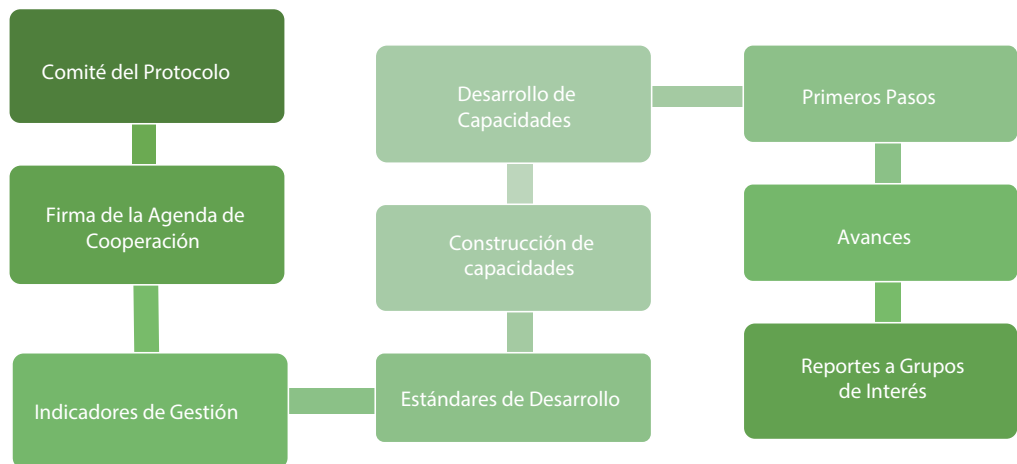 Comité del Protocolo
Firma de la Agenda de
Cooperación
Indicadores de Gestión
Estándares de Desarrollo
Construcción de
capacidades
Desarrollo de
Capacidades
Primeros Pasos
Avances
Reportes a Grupos
de Interés